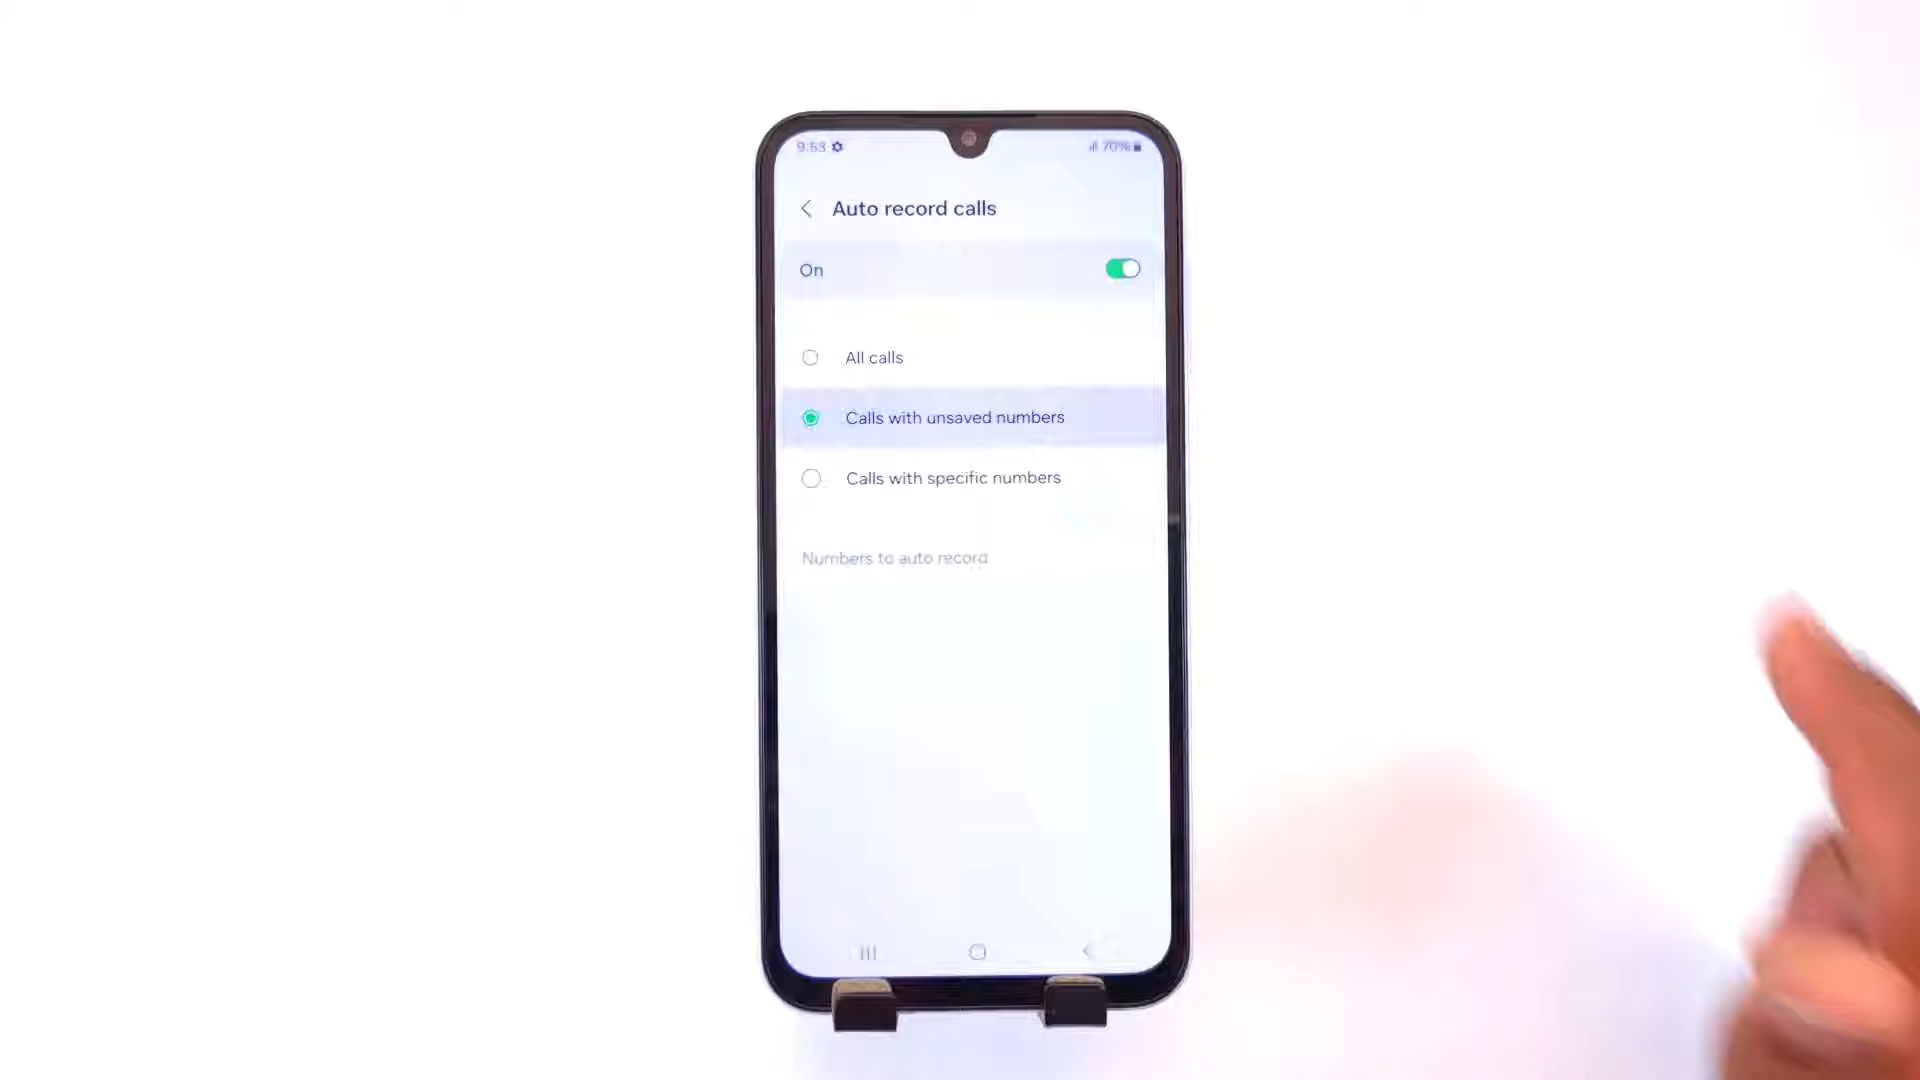 9:53
70%
Auto record calls
On
All calls
Calls with unsaved numbers
Calls with specific numbers
Numbers to auto record